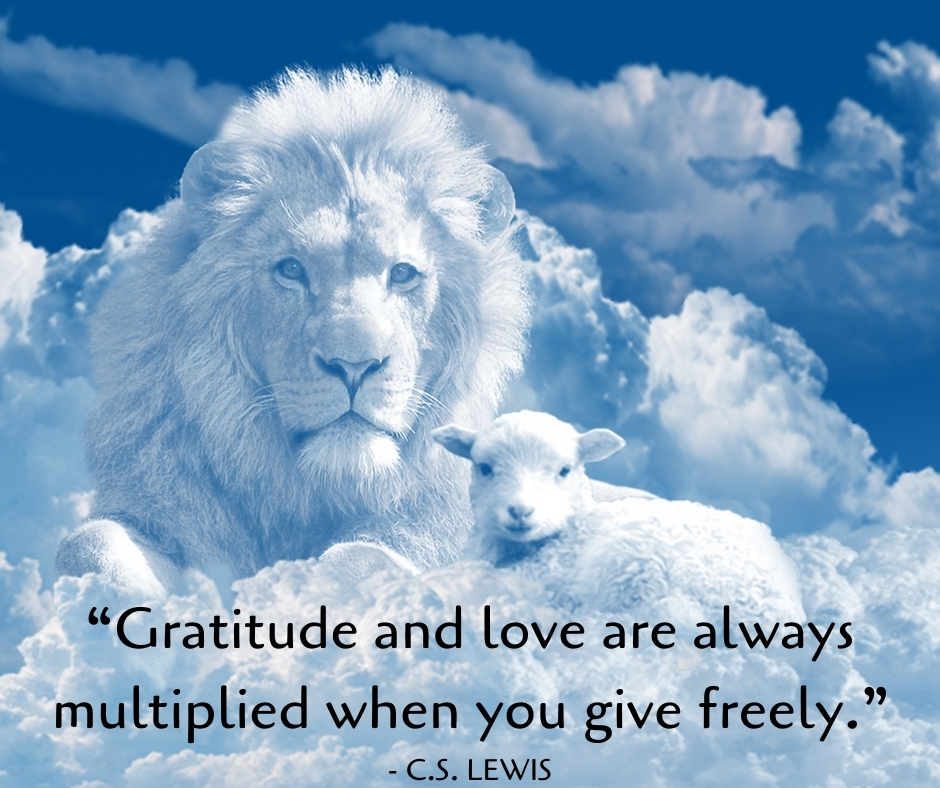 “Gratitude and love are always
multiplied when you give freely.”
- C.S. LEWIS